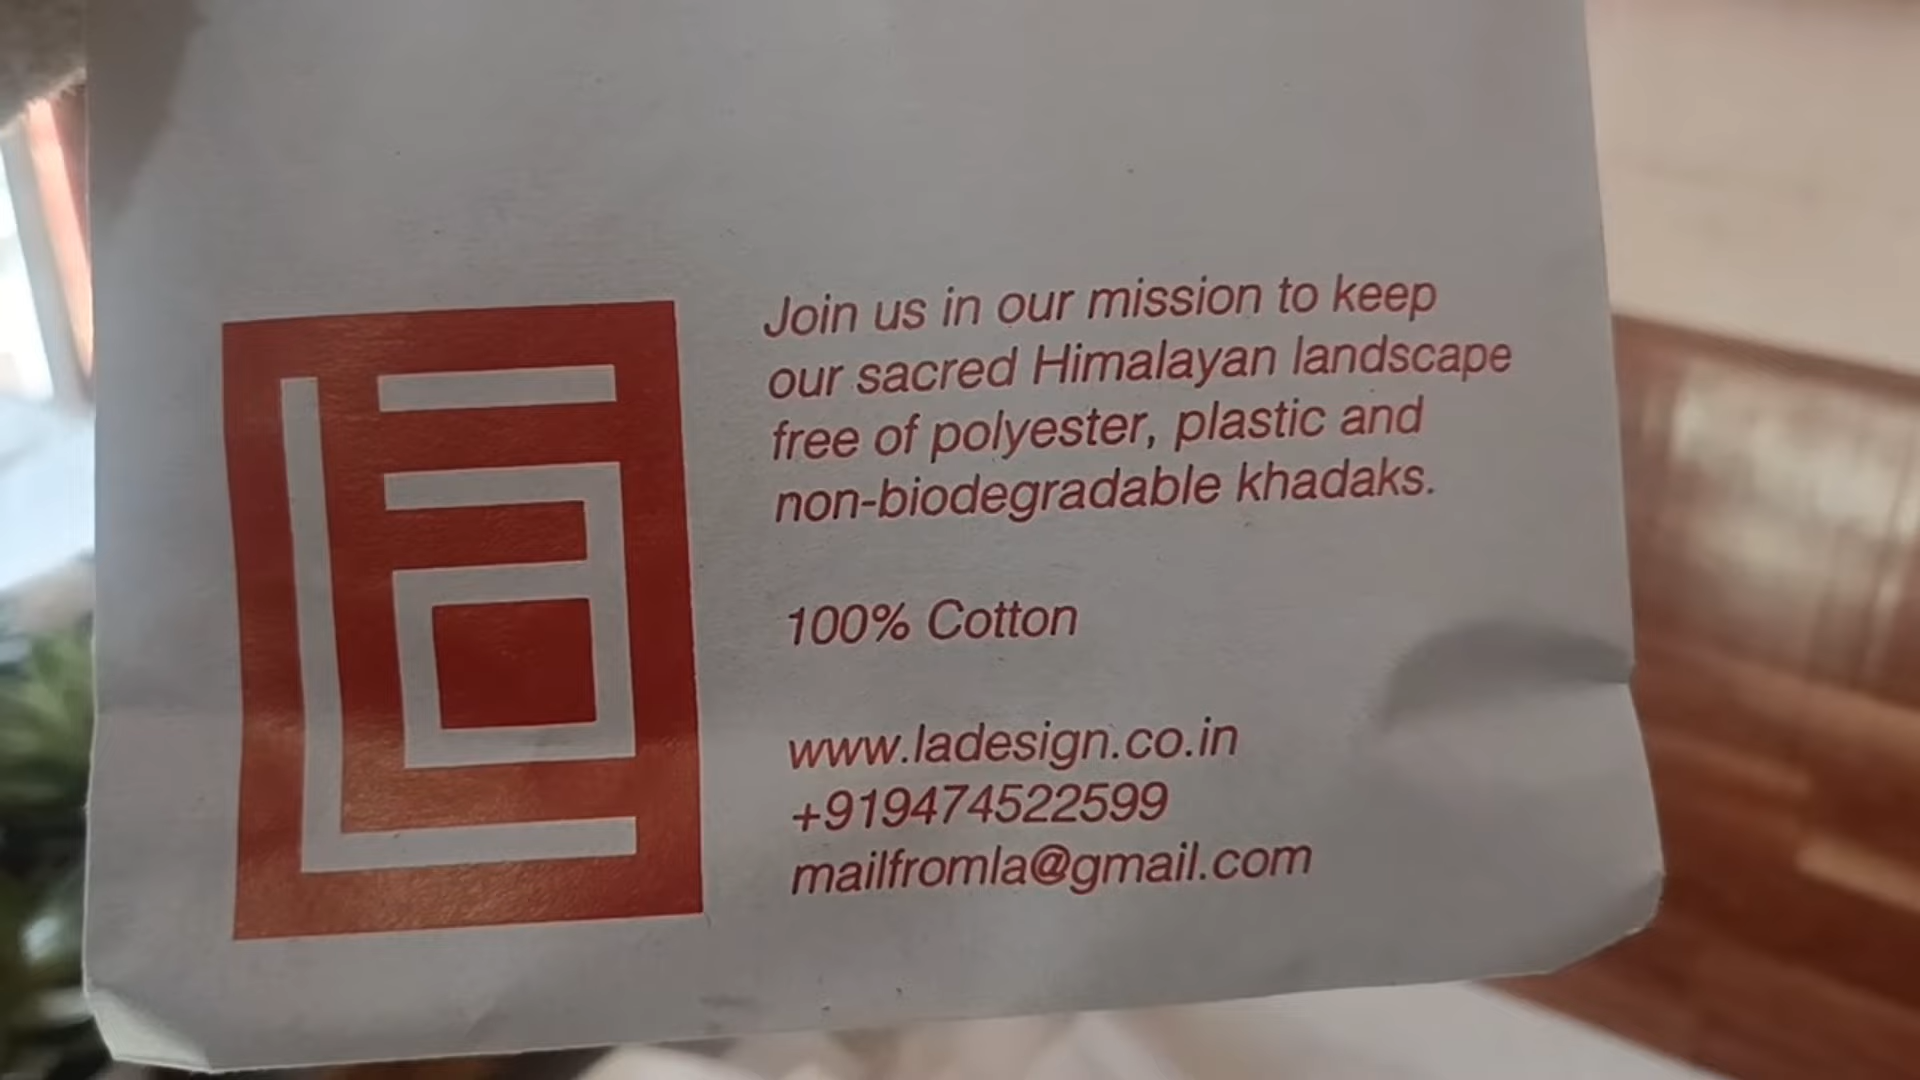 Join us in our mission to keep
our sacred Himalayan landscape
free of polyester, plastic and
non-biodegradable khadaks.
100% Cotton
www.ladesign.co.in
+919474522599
mailfromla@gmail.com